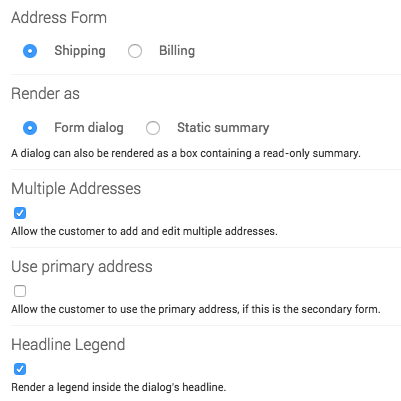 Address Form
Shipping Billing
Render as
Form dialog Static summary
A dialog can also be rendered as a box containing a read-only summary.
Multiple Addresses
Allow the customer to add and edit multiple addresses.
Use primary address
Allow the customer to use the primary address, if this is the secondary form.
Headline Legend
Render a legend inside the dialog's headline.